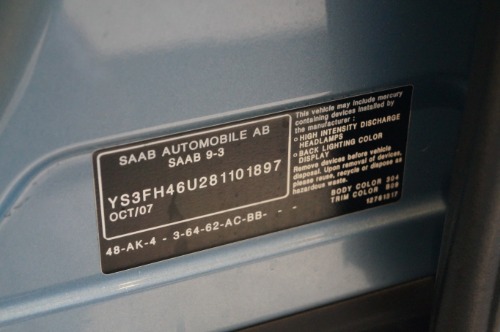 SAAB AUTOMOBILE AB
SAAB 9-3
YS3FH46U281101897
OCT/07
48-AK-4 - 3-64-62-AC-BB- - -
This vehicle may include mercury
containing devices installed by
the manufacturer :
○ HIGH INTENSITY DISCHARGE
HEADLAMPS
○ BACK LIGHTING COLOR
DISPLAY
Remove devices before vehicle
disposal. Upon removal of devices,
please reuse, recycle or dispose as
hazardous waste.
BODY COLOR 304
TRIM COLOR